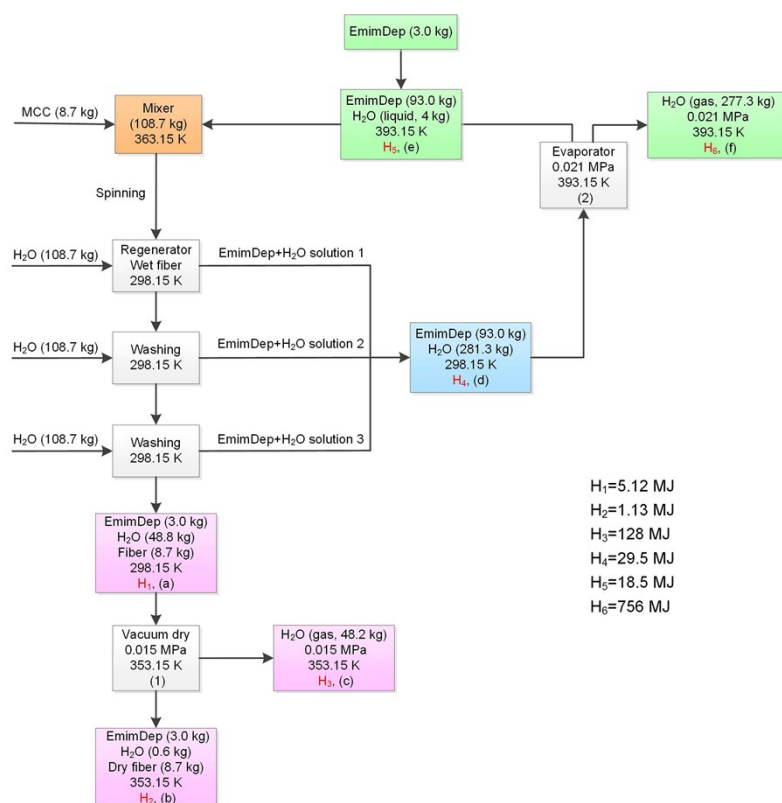 EmimDep (3.0 kg)
MCC (8.7 kg)
Mixer
(108.7 kg)
363.15 K
EmimDep (93.0 kg)
H₂O (liquid, 4 kg)
393.15 K
H₅, (e)
H₂O (gas, 277.3 kg)
0.021 MPa
393.15 K
H₆, (f)
Evaporator
0.021 MPa
393.15 K
(2)
Spinning
H₂O (108.7 kg)
Regenerator
Wet fiber
298.15 K
EmimDep+H₂O solution 1
H₂O (108.7 kg)
Washing
298.15 K
EmimDep+H₂O solution 2
EmimDep (93.0 kg)
H₂O (281.3 kg)
298.15 K
H₄, (d)
H₂O (108.7 kg)
Washing
298.15 K
EmimDep+H₂O solution 3
EmimDep (3.0 kg)
H₂O (48.8 kg)
Fiber (8.7 kg)
298.15 K
H₁, (a)
Vacuum dry
0.015 MPa
353.15 K
(1)
H₂O (gas, 48.2 kg)
0.015 MPa
353.15 K
H₃, (c)
EmimDep (3.0 kg)
H₂O (0.6 kg)
Dry fiber (8.7 kg)
353.15 K
H₂, (b)
H₁=5.12 MJ
H₂=1.13 MJ
H₃=128 MJ
H₄=29.5 MJ
H₅=18.5 MJ
H₆=756 MJ